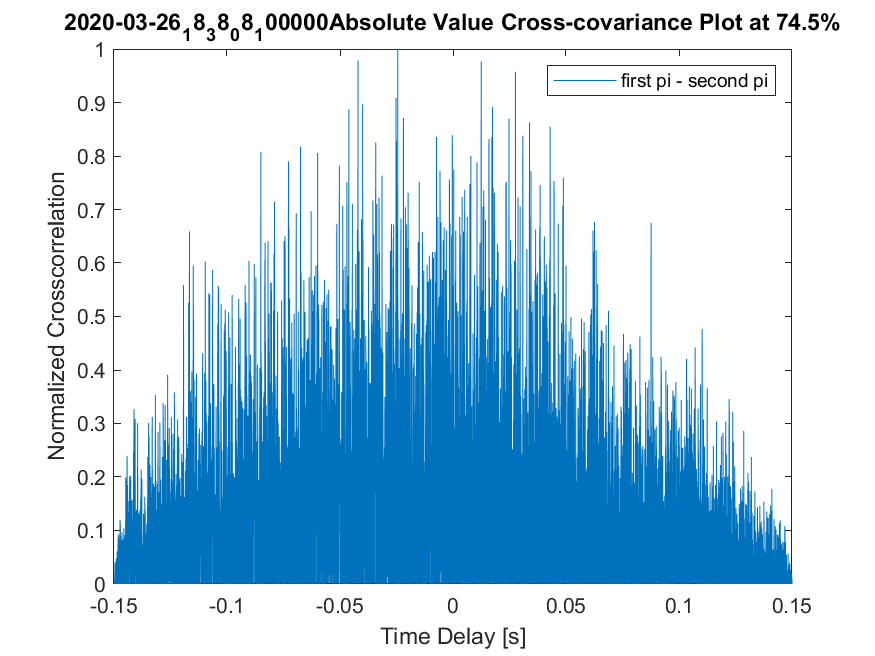 2020-03-26₁8₃8₀8₁00000Absolute Value Cross-covariance Plot at 74.5%
1
first pi - second pi
0.9
0.8
0.7
0.6
0.5
0.4
0.3
0.2
0.1
0
Normalized Crosscorrelation
-0.15 -0.1 -0.05 0 0.05 0.1 0.15
Time Delay [s]